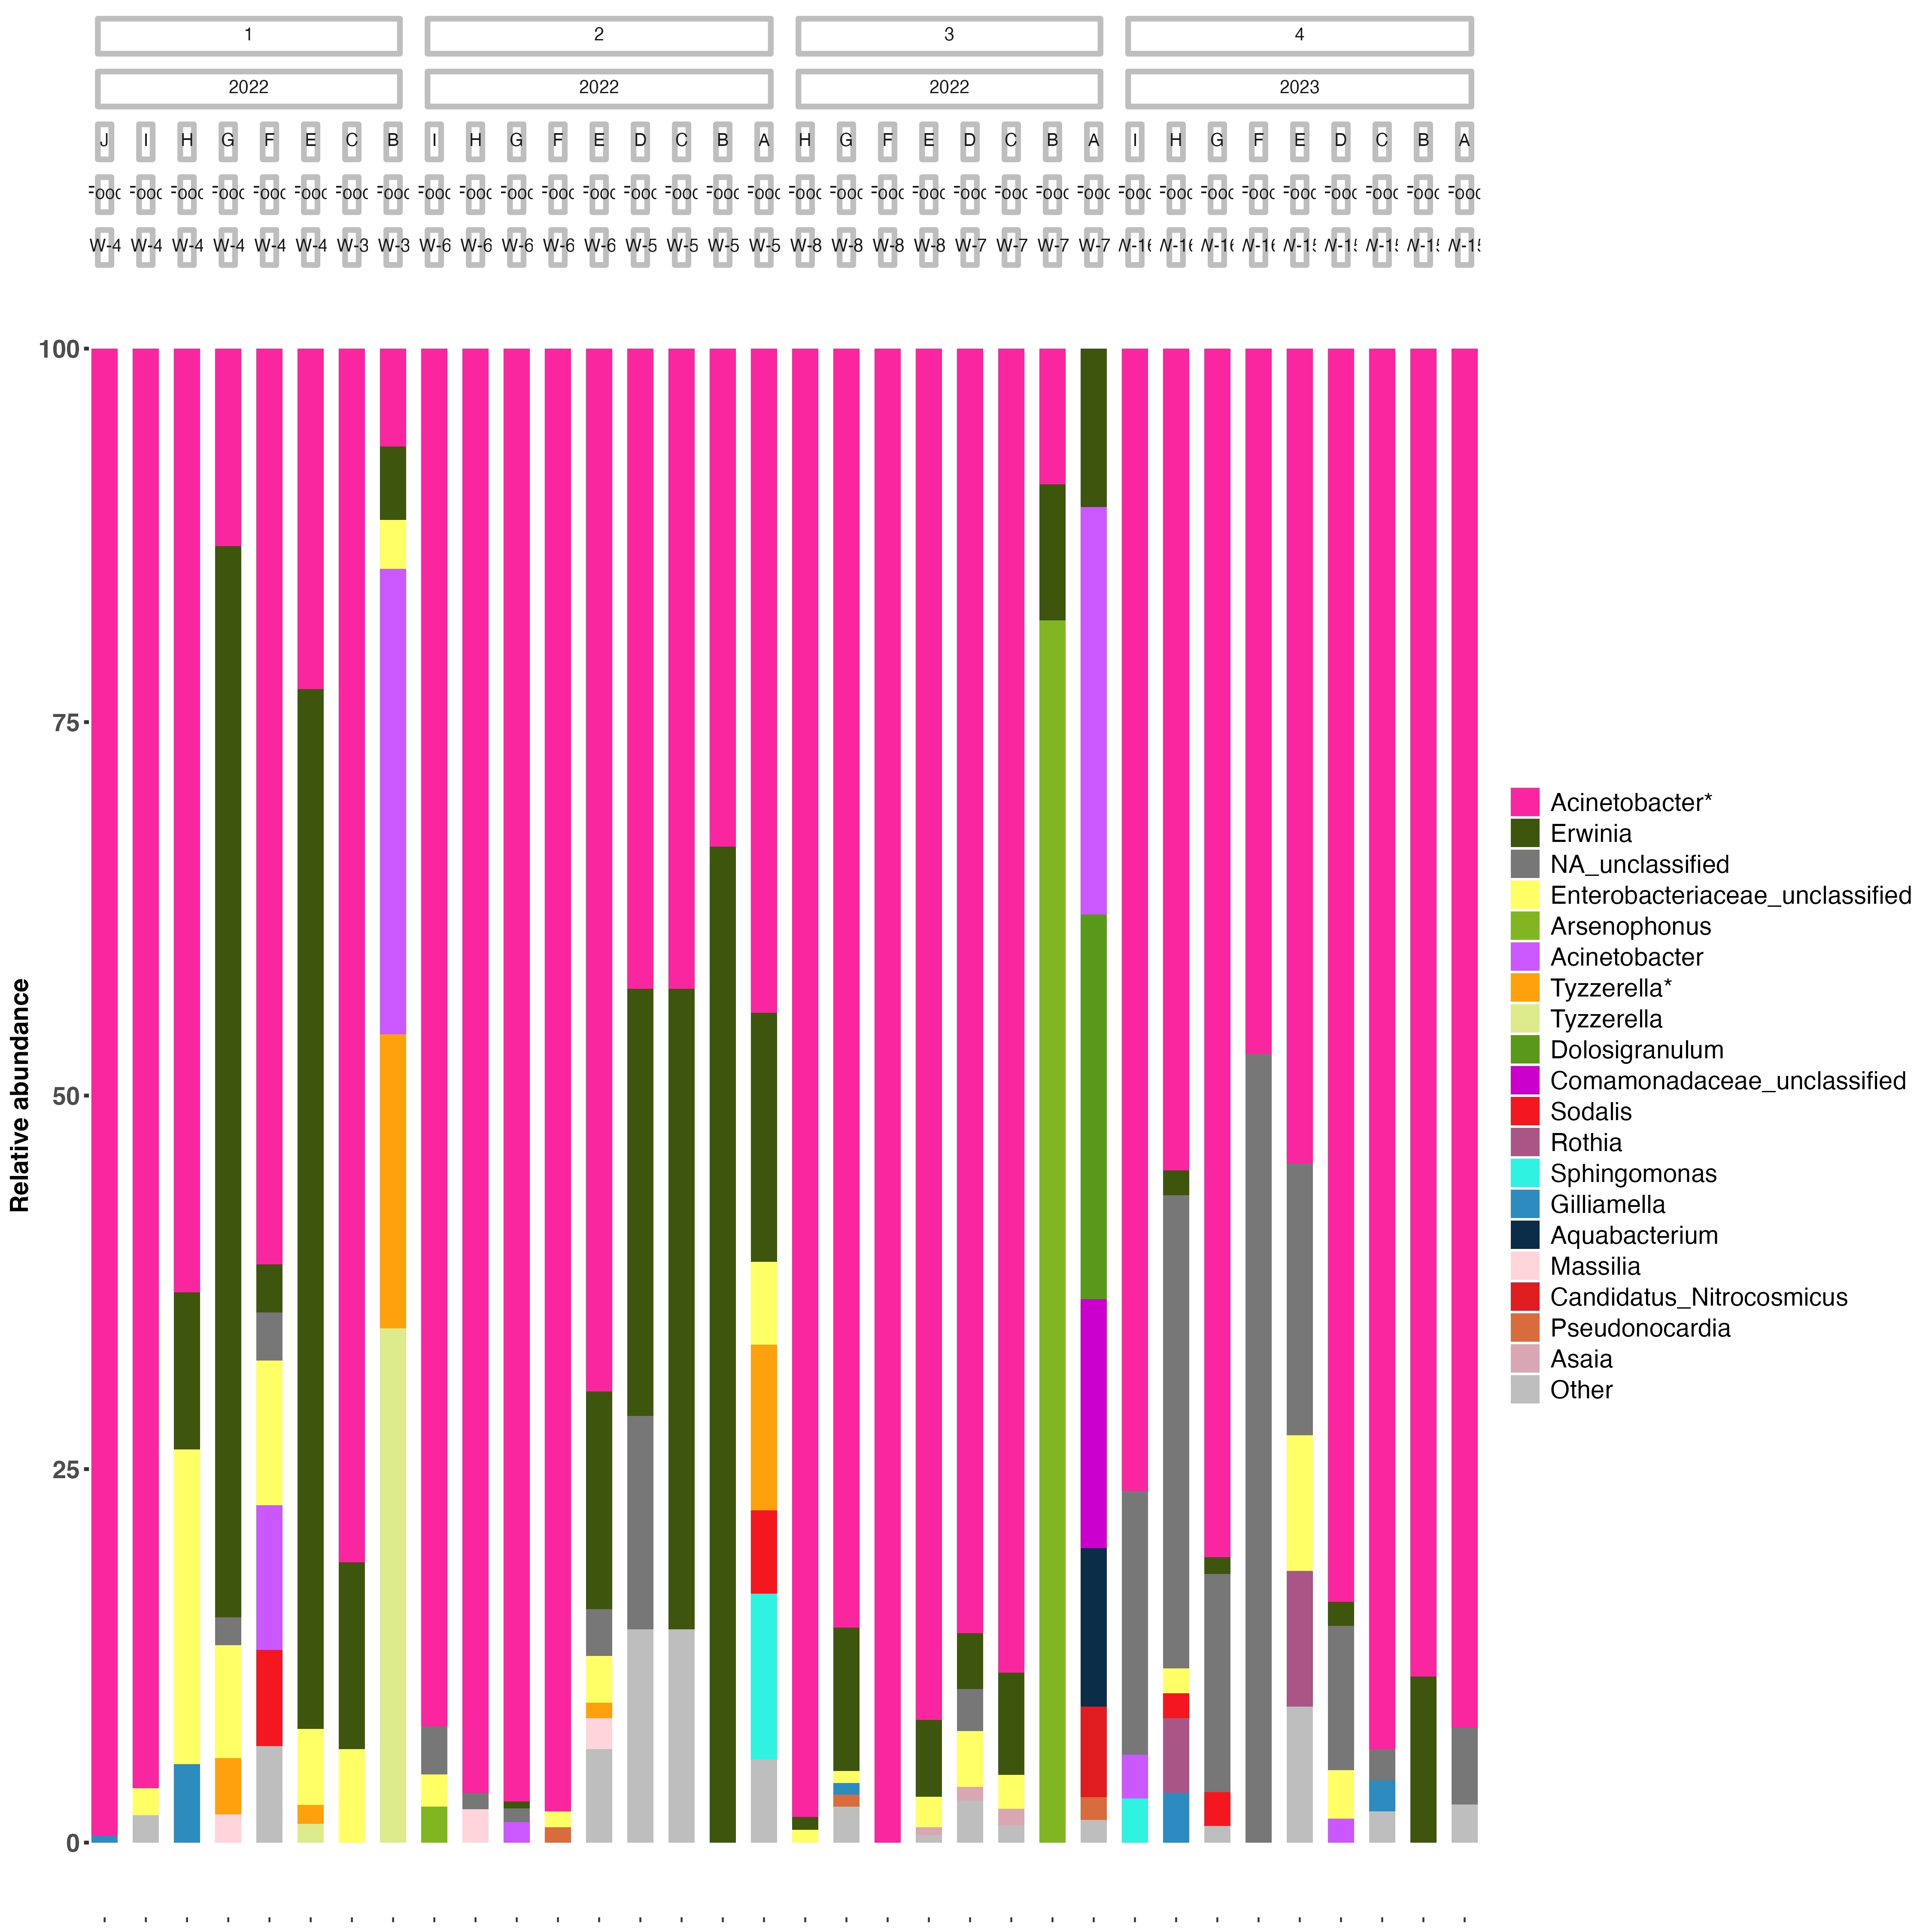 1 2 3 4
2022 2022 2022 2023
J I H G F E C B I H G F E D C B A H G F E D C B A I H G F E D C B A
W-4 W-4 W-4 W-4 W-4 W-4 W-3 W-3 W-6 W-6 W-6 W-6 W-6 W-5 W-5 W-5 W-5 W-8 W-8 W-8 W-8 W-7 W-7 W-7 W-7
100
75
50
25
0
Relative abundance
Acinetobacter*
Erwinia
NA_unclassified
Enterobacteriaceae_unclassified
Arsenophonus
Acinetobacter
Tyzzerella*
Tyzzerella
Dolosigranulum
Comamonadaceae_unclassified
Sodalis
Rothia
Sphingomonas
Gilliamella
Aquabacterium
Massilia
Candidatus_Nitrocosmicus
Pseudonocardia
Asaia
Other